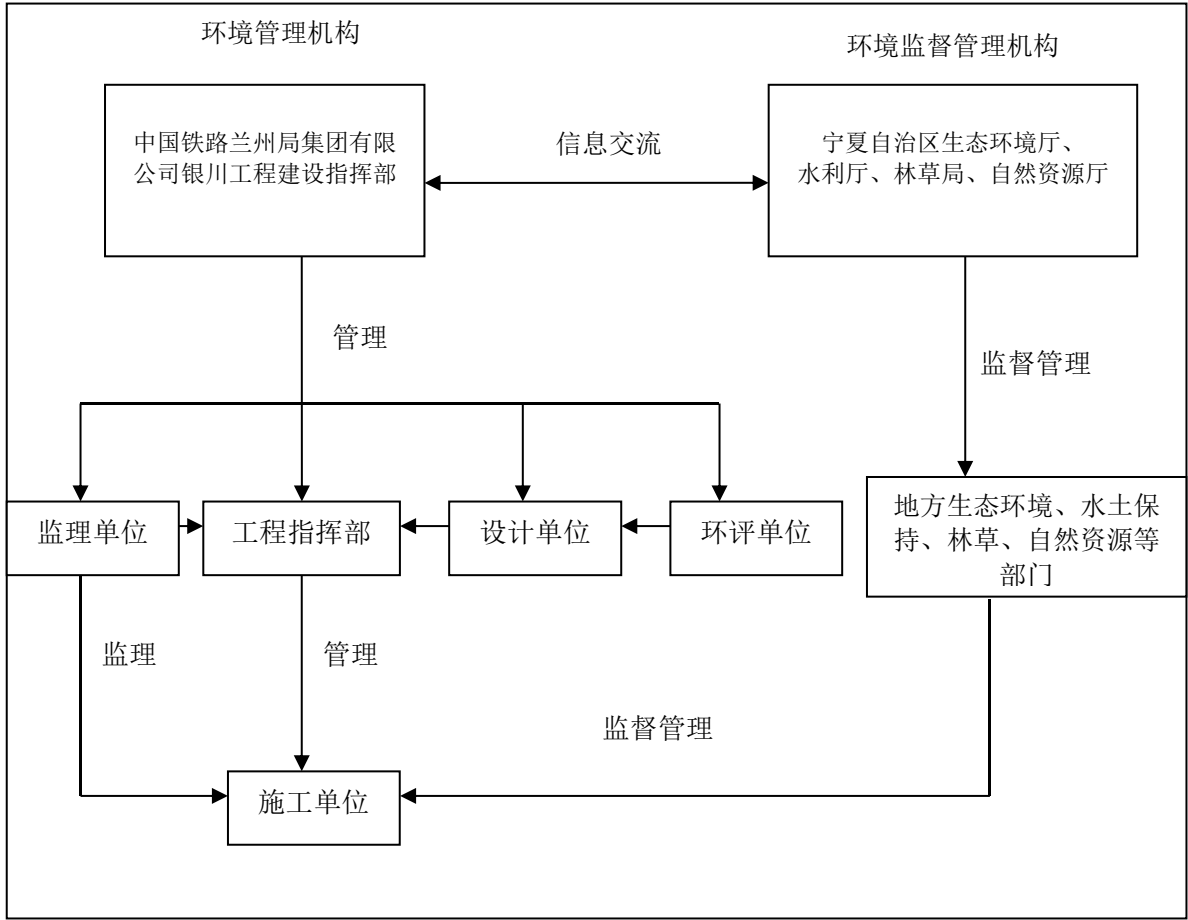 环境管理机构
环境监督管理机构
中国铁路兰州局集团有限
公司银川工程建设指挥部
信息交流
宁夏自治区生态环境厅、
水利厅、林草局、自然资源厅
管理
监督管理
监理单位
工程指挥部
设计单位
环评单位
地方生态环境、水土保
持、林草、自然资源等
部门
监理
管理
监督管理
施工单位